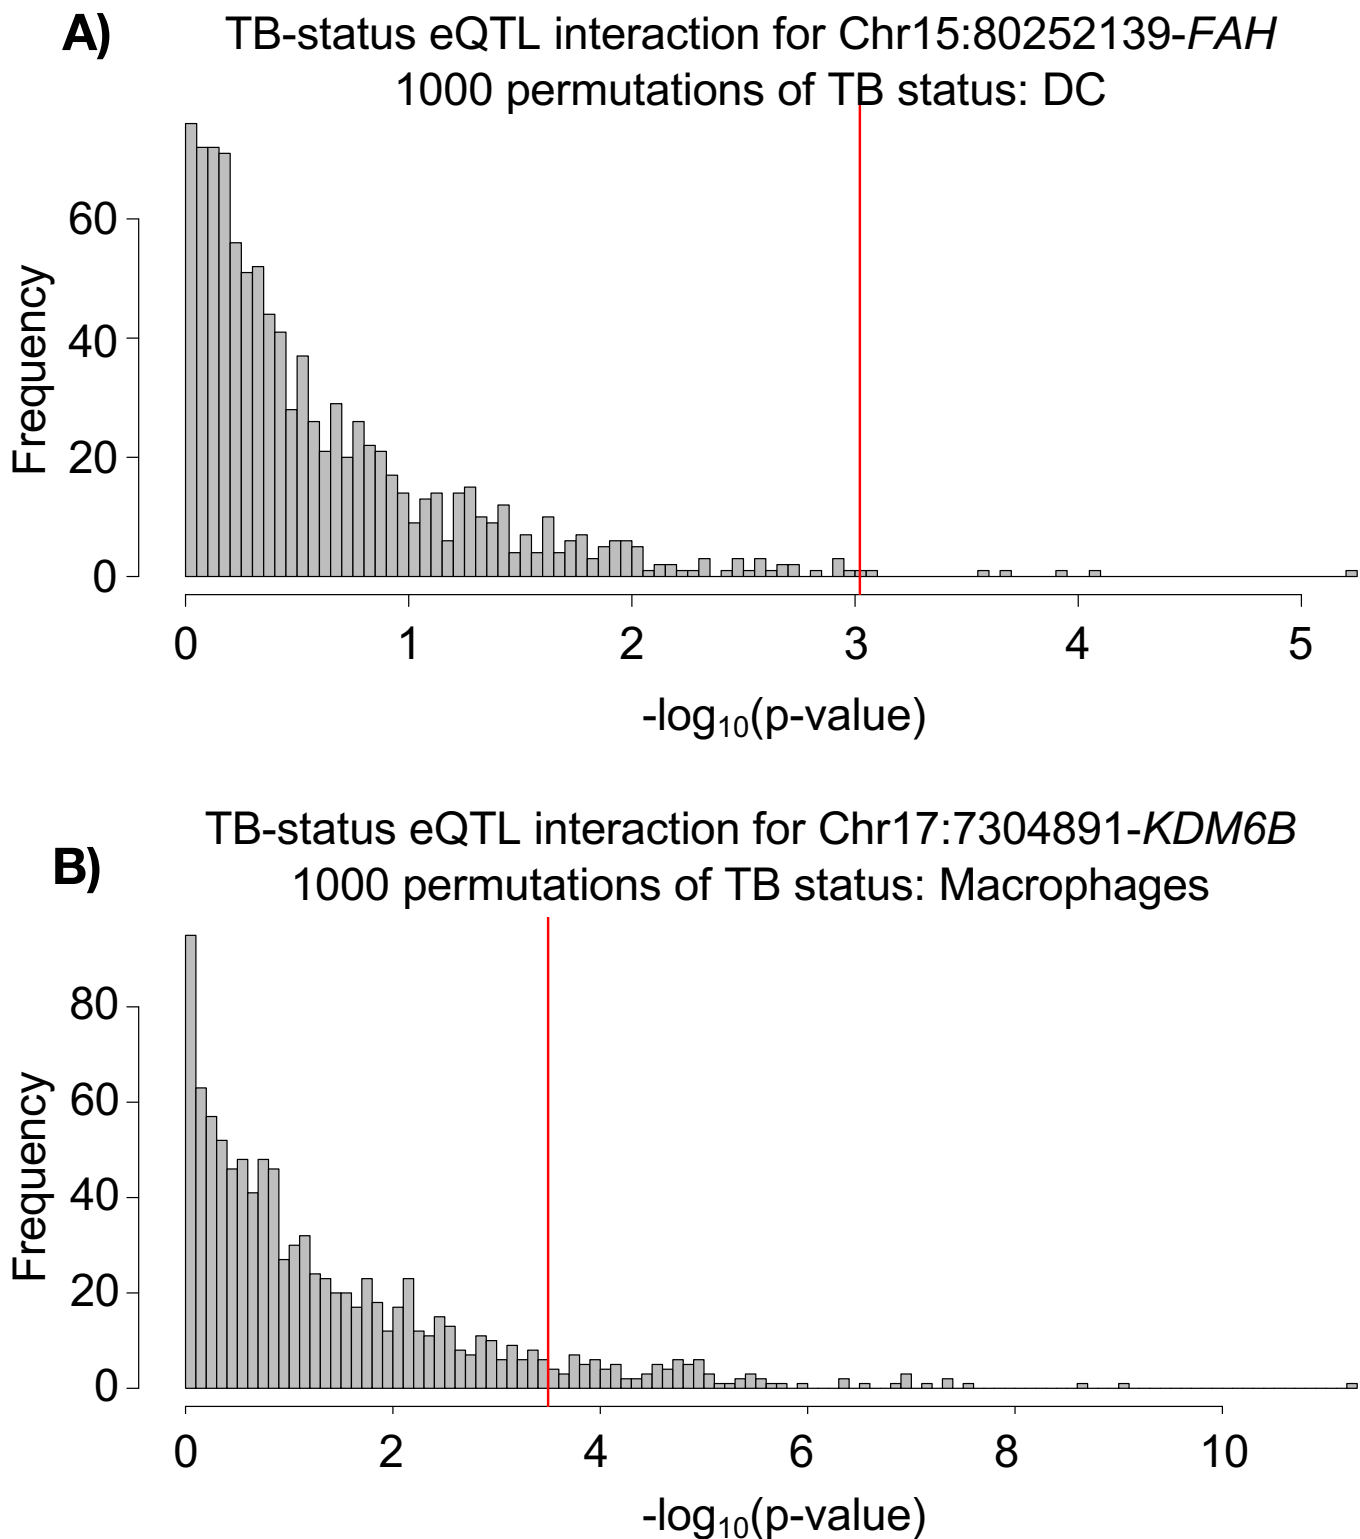 A)
TB-status eQTL interaction for Chr15:80252139-FAH
1000 permutations of TB status: DC
Frequency
60
40
20
0
0 1 2 3 4 5
-log10(p-value)
B)
TB-status eQTL interaction for Chr17:7304891-KDM6B
1000 permutations of TB status: Macrophages
Frequency
80
60
40
20
0
0 2 4 6 8 10
-log10(p-value)